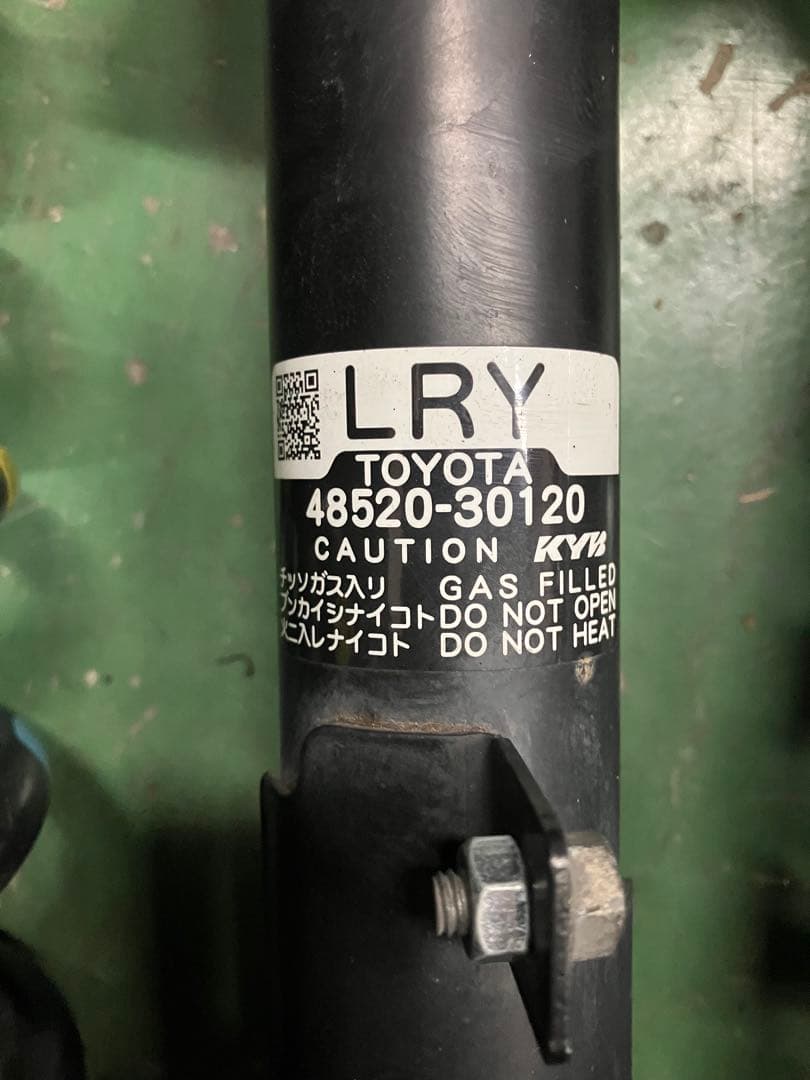 LRY
TOYOTA
48520-30120
CAUTION KYB
チッソガス入リ GAS FILLED
ブンカイシナイコト DO NOT OPEN
火ニ入レナイコト DO NOT HEAT